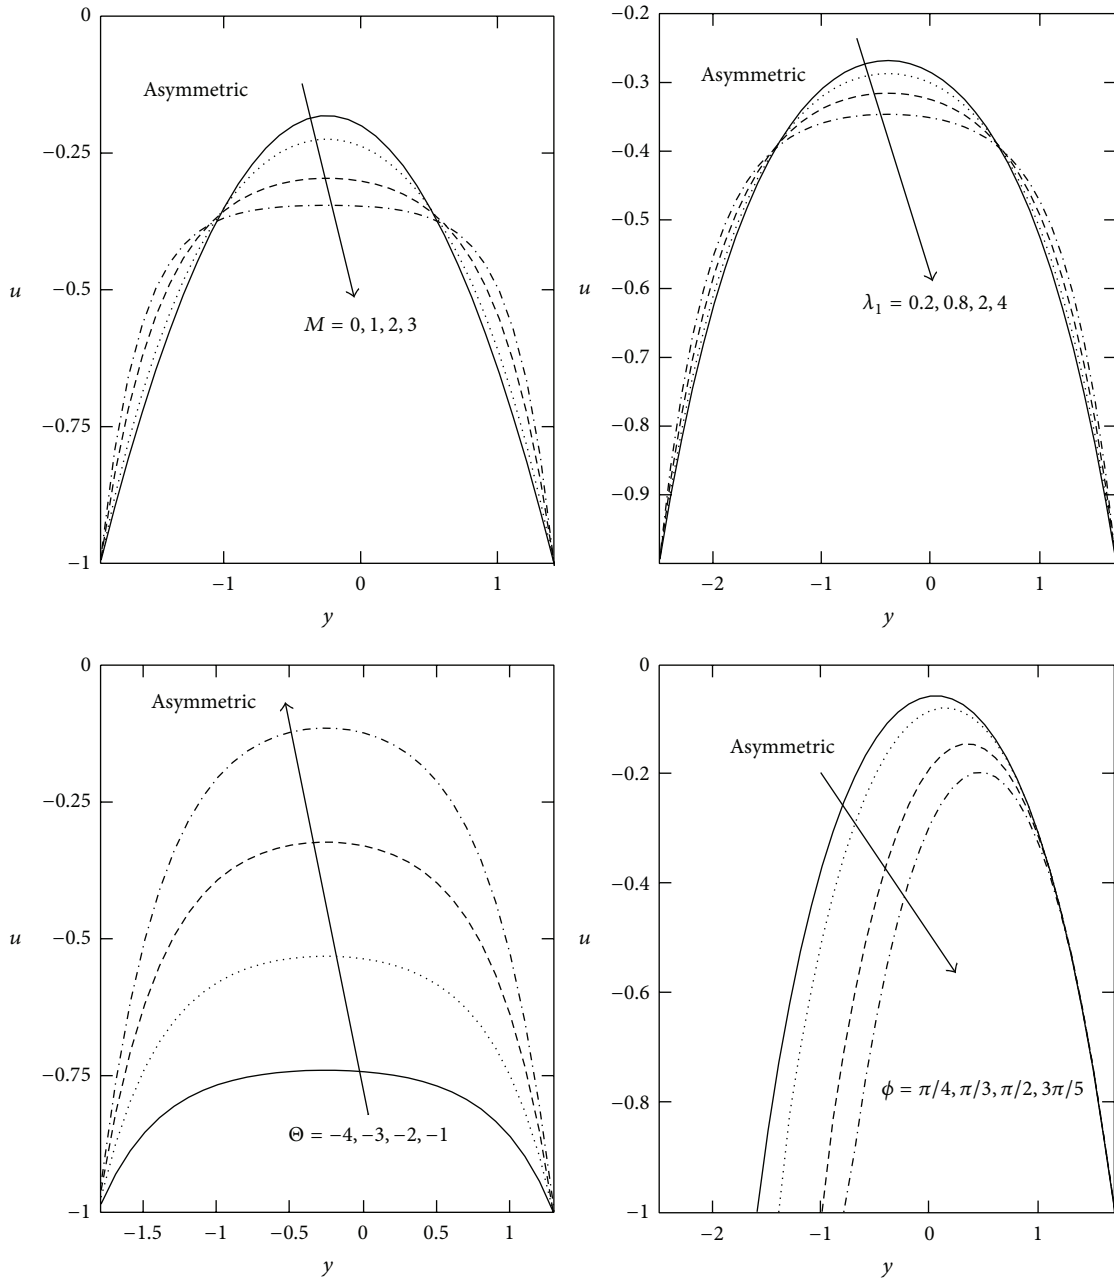 0
−0.25
−0.5
−0.75
−1
u
Asymmetric
M = 0, 1, 2, 3
−1
0
1
y
−0.2
−0.3
−0.4
−0.5
−0.6
−0.7
−0.8
−0.9
u
Asymmetric
λ₁ = 0.2, 0.8, 2, 4
−2
−1
0
1
y
0
−0.25
−0.5
−0.75
−1
u
Asymmetric
Θ = −4, −3, −2, −1
−1.5
−1
−0.5
0
0.5
1
y
0
−0.2
−0.4
−0.6
−0.8
−1
u
Asymmetric
ϕ = π/4, π/3, π/2, 3π/5
−2
−1
0
1
y